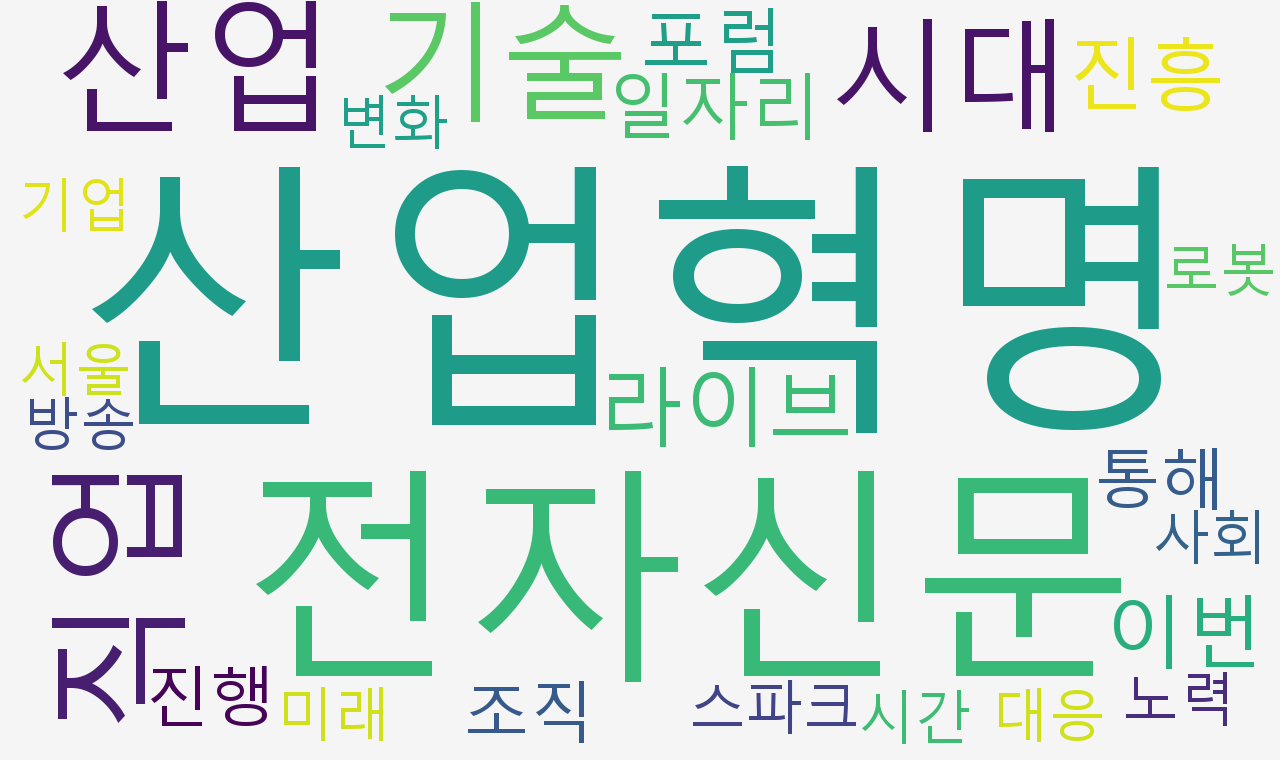 산업
기술
포럼
시대
진흥
변화
일자리
기업
산업혁명
로봇
서울
방송
라이브
직업
전자신문
통해
사회
이번
진행
미래
조직
스파크
시간
대응
노력